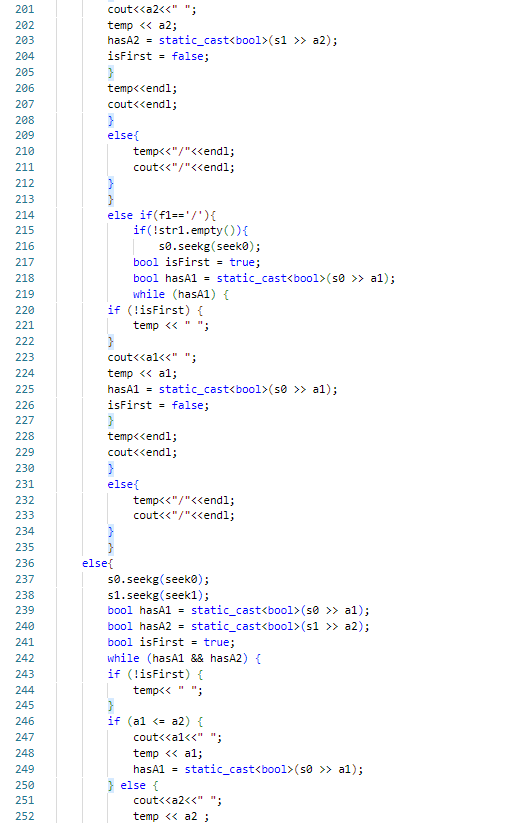 201 cout<<a2<<" ";
202 temp << a2;
203 hasA2 = static_cast<bool>(s1 >> a2);
204 isFirst = false;
205 }
206 temp<<endl;
207 cout<<endl;
208 }
209 else{
210 temp<<"/"<<endl;
211 cout<<"/"<<endl;
212 }
213 }
214 else if(f1=='/'){
215 if(!str1.empty()){
216 s0.seekg(seek0);
217 bool isFirst = true;
218 bool hasA1 = static_cast<bool>(s0 >> a1);
219 while (hasA1) {
220 if (!isFirst) {
221 temp << " ";
222 }
223 cout<<a1<<" ";
224 temp << a1;
225 hasA1 = static_cast<bool>(s0 >> a1);
226 isFirst = false;
227 }
228 temp<<endl;
229 cout<<endl;
230 }
231 else{
232 temp<<"/"<<endl;
233 cout<<"/"<<endl;
234 }
235 }
236 else{
237 s0.seekg(seek0);
238 s1.seekg(seek1);
239 bool hasA1 = static_cast<bool>(s0 >> a1);
240 bool hasA2 = static_cast<bool>(s1 >> a2);
241 bool isFirst = true;
242 while (hasA1 && hasA2) {
243 if (!isFirst) {
244 temp<< " ";
245 }
246 if (a1 <= a2) {
247 cout<<a1<<" ";
248 temp << a1;
249 hasA1 = static_cast<bool>(s0 >> a1);
250 } else {
251 cout<<a2<<" ";
252 temp << a2 ;